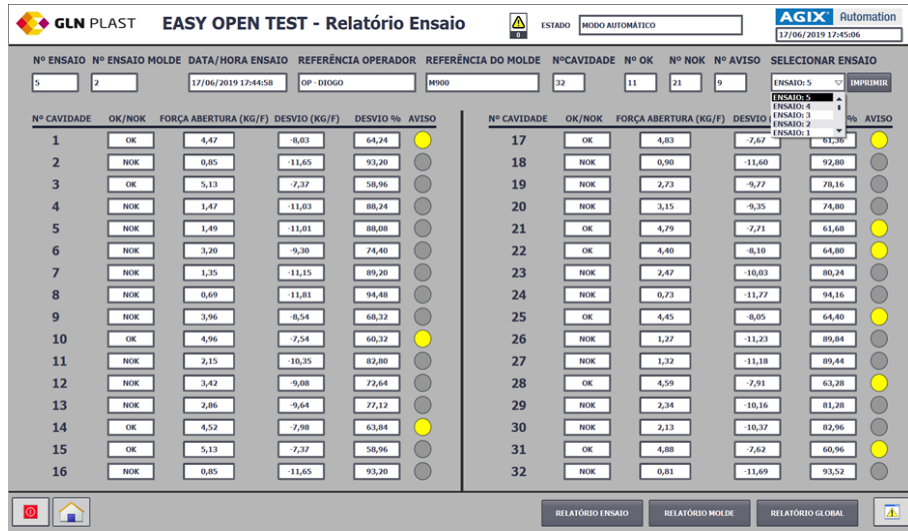 GLN PLAST EASY OPEN TEST - Relatório Ensaio 0 ESTADO MODO AUTOMÁTICO AGIX Automation
17/06/2019 17:45:06
Nº ENSAIO Nº ENSAIO MOLDE DATA/HORA ENSAIO REFERÊNCIA OPERADOR REFERÊNCIA DO MOLDE NºCAVIDADE Nº OK Nº NOK Nº AVISO SELECIONAR ENSAIO
5 2 17/06/2019 17:44:58 OP - DIOGO M900 32 11 21 9 ENSAIO: 5 IMPRIMIR
ENSAIO: 5
ENSAIO: 4
ENSAIO: 3
ENSAIO: 2
ENSAIO: 1
Nº CAVIDADE OK/NOK FORÇA ABERTURA (KG/F) DESVIO (KG/F) DESVIO % AVISO
1 OK 4,47 -8,03 64,24
2 NOK 0,85 -11,65 93,20
3 OK 5,13 -7,37 58,96
4 NOK 1,47 -11,03 88,24
5 NOK 1,49 -11,01 88,08
6 NOK 3,20 -9,30 74,40
7 NOK 1,35 -11,15 89,20
8 NOK 0,69 -11,81 94,48
9 NOK 3,96 -8,54 68,32
10 OK 4,96 -7,54 60,32
11 NOK 2,15 -10,35 82,80
12 NOK 3,42 -9,08 72,64
13 NOK 2,86 -9,64 77,12
14 OK 4,52 -7,98 63,84
15 OK 5,13 -7,37 58,96
16 NOK 0,85 -11,65 93,20
Nº CAVIDADE OK/NOK FORÇA ABERTURA (KG/F) DESVIO % AVISO
17 OK 4,83 -7,67 61,36
18 NOK 0,90 -11,60 92,80
19 NOK 2,73 -9,77 78,16
20 NOK 3,15 -9,35 74,80
21 OK 4,79 -7,71 61,68
22 OK 4,40 -8,10 64,80
23 NOK 2,47 -10,03 80,24
24 NOK 0,73 -11,77 94,16
25 OK 4,45 -8,05 64,40
26 NOK 1,27 -11,23 89,84
27 NOK 1,32 -11,18 89,44
28 OK 4,59 -7,91 63,28
29 NOK 2,34 -10,16 81,28
30 NOK 2,13 -10,37 82,96
31 OK 4,88 -7,62 60,96
32 NOK 0,81 -11,69 93,52
RELATÓRIO ENSAIO RELATÓRIO MOLDE RELATÓRIO GLOBAL